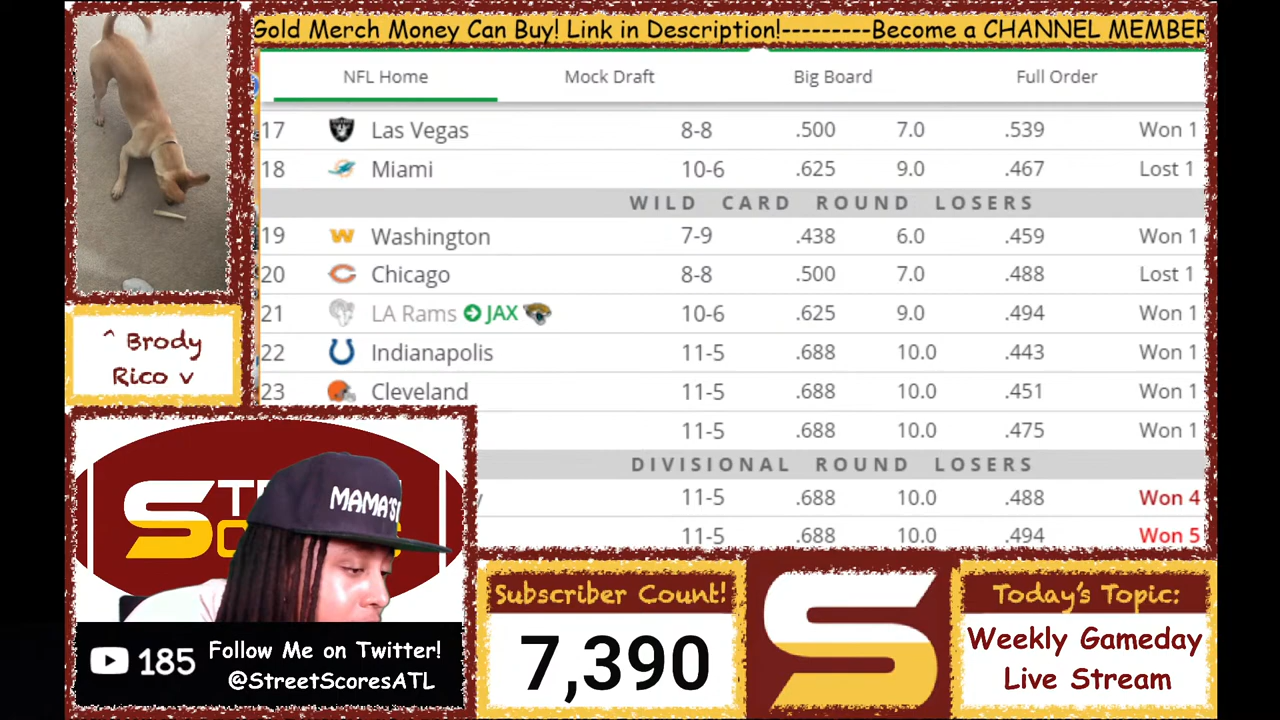 Gold Merch Money Can Buy! Link in Description!---------Become a CHANNEL MEMBER
NFL Home Mock Draft Big Board Full Order
17 Las Vegas 8-8 .500 7.0 .539 Won 1
18 Miami 10-6 .625 9.0 .467 Lost 1
WILD CARD ROUND LOSERS
19 Washington 7-9 .438 6.0 .459 Won 1
20 Chicago 8-8 .500 7.0 .488 Lost 1
21 LA Rams JAX 10-6 .625 9.0 .494 Won 1
22 Indianapolis 11-5 .688 10.0 .443 Won 1
23 Cleveland 11-5 .688 10.0 .451 Won 1
11-5 .688 10.0 .475 Won 1
DIVISIONAL ROUND LOSERS
11-5 .688 10.0 .488 Won 4
11-5 .688 10.0 .494 Won 5
^ Brody
Rico v
MAMA'S
185 Follow Me on Twitter!
@StreetScoresATL
Subscriber Count!
7,390
Today's Topic:
Weekly Gameday
Live Stream